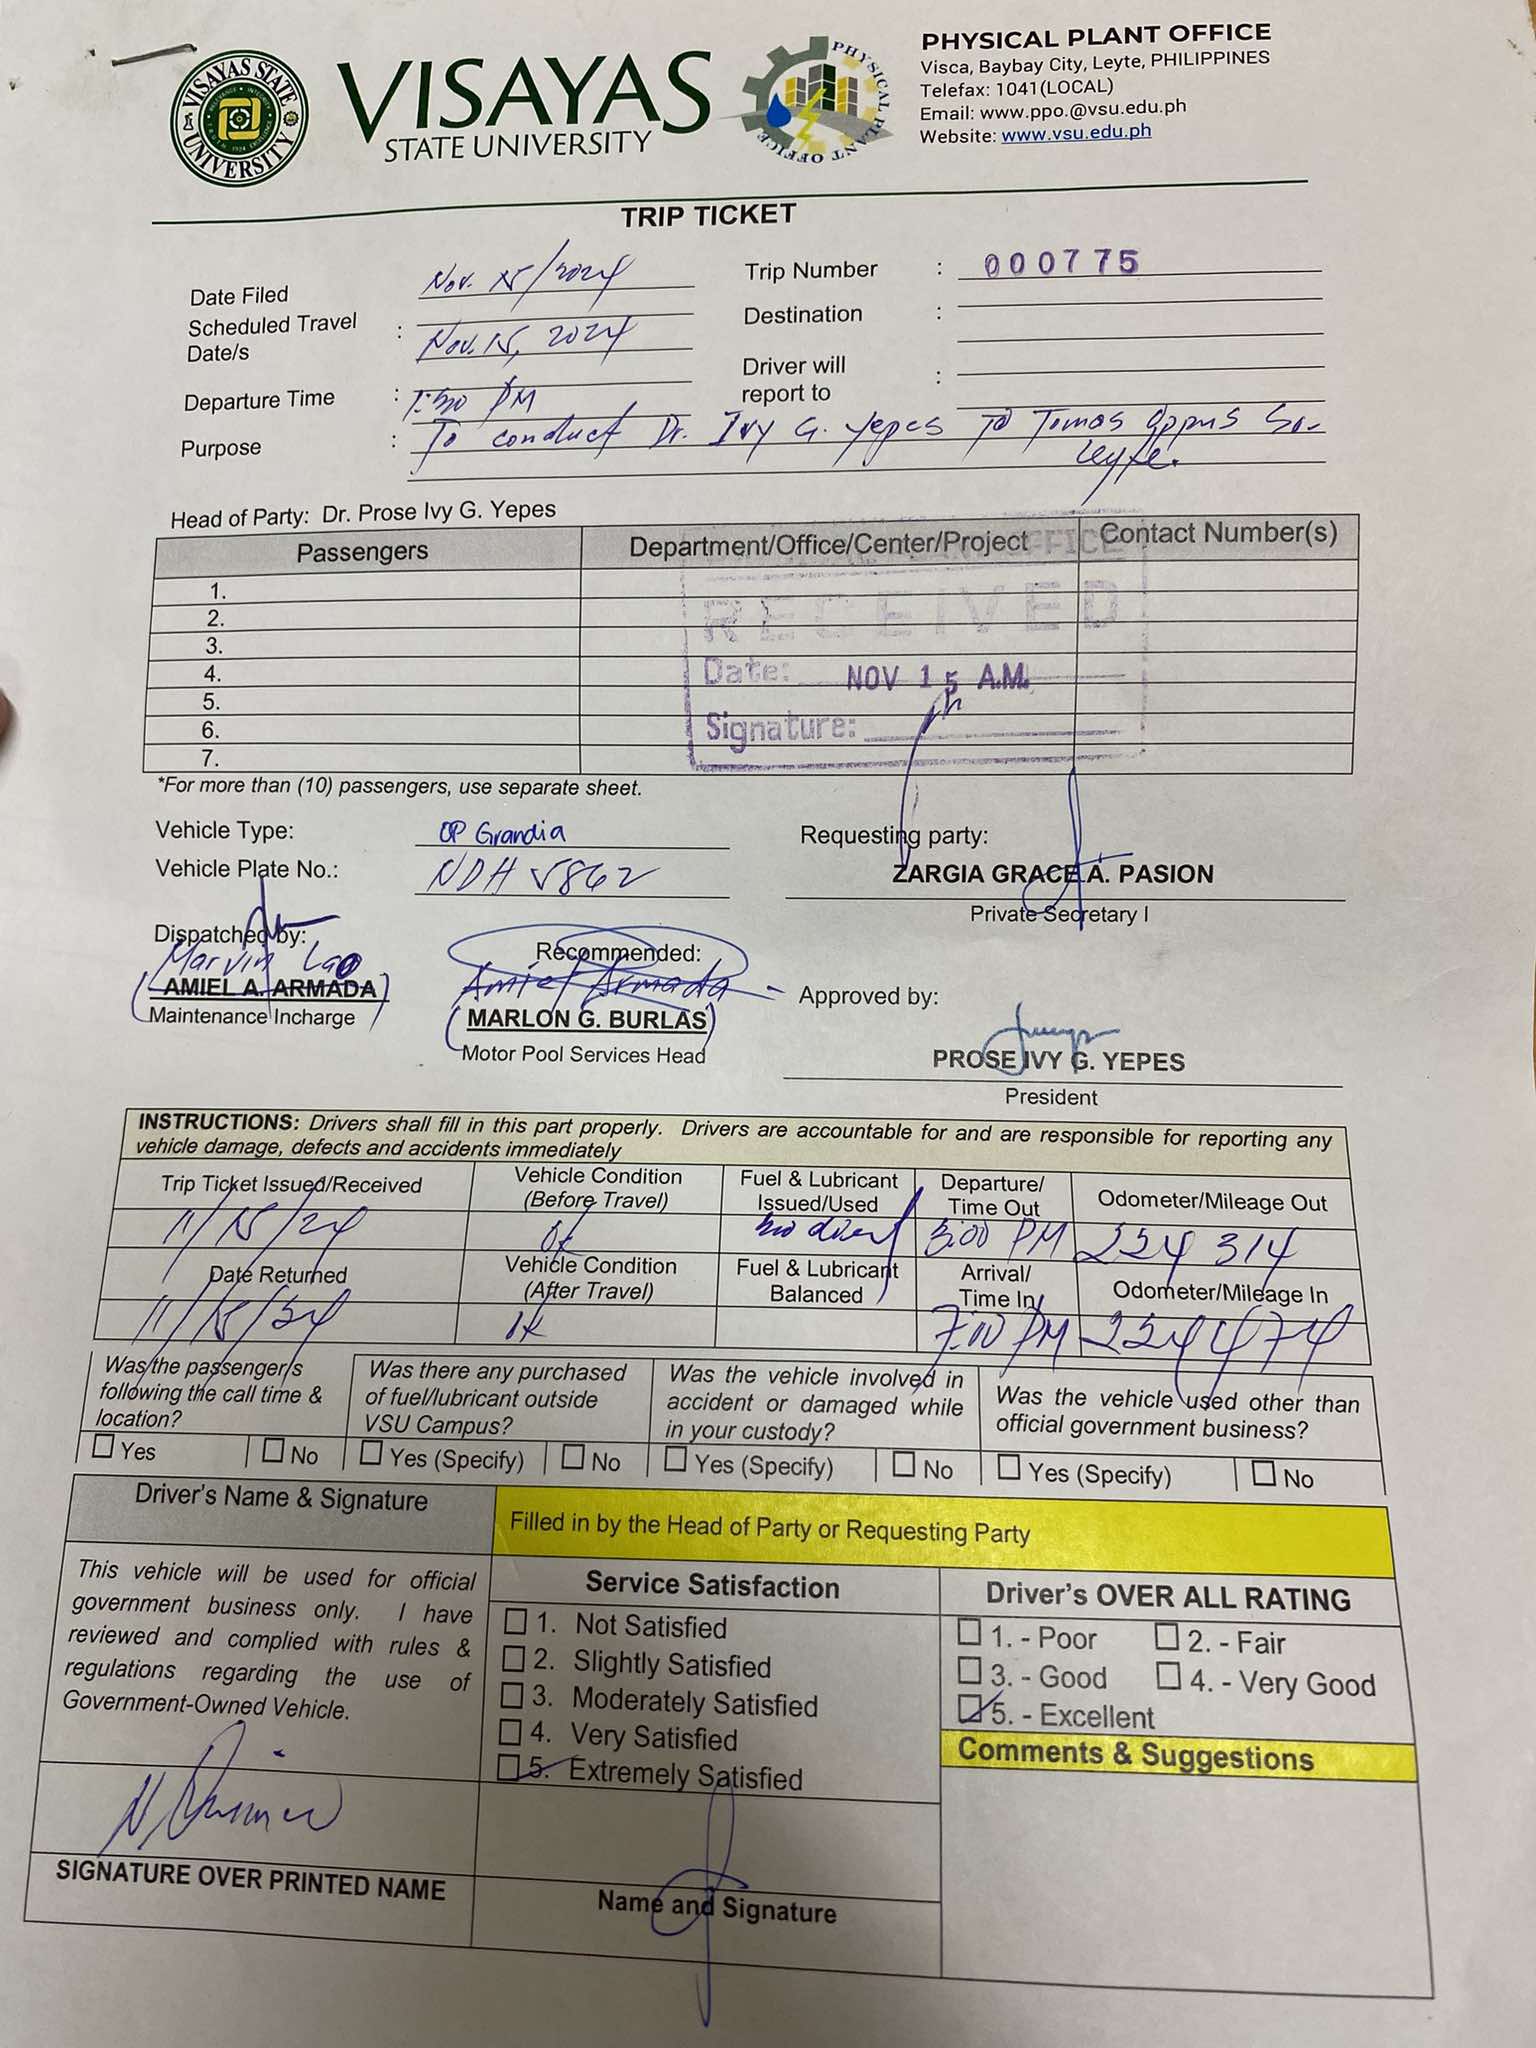 VISAYAS
STATE UNIVERSITY
VISAYAS STATE UNIVERSITY
PHYSICAL PLANT OFFICE
PHYSICAL PLANT OFFICE
Visca, Baybay City, Leyte, PHILIPPINES
Telefax: 1041(LOCAL)
Email: www.ppo.@vsu.edu.ph
Website: www.vsu.edu.ph
TRIP TICKET
Date Filed Nov. 15/2024 Trip Number : 000775
Scheduled Travel Date/s : Nov. 15, 2024 Destination :
Departure Time : 1:30 PM Driver will report to :
Purpose : To conduct Dr. Ivy G. Yepes to Tomas Oppus So.
Leyte.
Head of Party: Dr. Prose Ivy G. Yepes
Passengers Department/Office/Center/Project Contact Number(s)
1.
2.
3.
4.
5.
6.
7.
RECEIVED
Date: NOV 15 A.M.
Signature:
*For more than (10) passengers, use separate sheet.
Vehicle Type: OP Grandia Requesting party:
Vehicle Plate No.: NDH 5862 ZARGIA GRACE A. PASION
Private Secretary I
Dispatched by: Recommended: Approved by:
Marvin Lao Amiel Armada
(AMIEL A. ARMADA) (MARLON G. BURLAS)
Maintenance Incharge Motor Pool Services Head
PROSE IVY G. YEPES
President
INSTRUCTIONS: Drivers shall fill in this part properly. Drivers are accountable for and are responsible for reporting any
vehicle damage, defects and accidents immediately
Trip Ticket Issued/Received Vehicle Condition (Before Travel) Fuel & Lubricant Issued/Used Departure/ Time Out Odometer/Mileage Out
11/15/24 ok 3:00 PM 224 314
Date Returned Vehicle Condition (After Travel) Fuel & Lubricant Balanced Arrival/ Time In Odometer/Mileage In
11/15/24 ok 7:00 PM 224474
Was the passenger's following the call time & location? Was there any purchased of fuel/lubricant outside VSU Campus? Was the vehicle involved in accident or damaged while in your custody? Was the vehicle used other than official government business?
Yes No Yes (Specify) No Yes (Specify) No Yes (Specify) No
Driver's Name & Signature
Filled in by the Head of Party or Requesting Party
This vehicle will be used for official
government business only. I have
reviewed and complied with rules &
regulations regarding the use of
Government-Owned Vehicle.
SIGNATURE OVER PRINTED NAME
Service Satisfaction
1. Not Satisfied
2. Slightly Satisfied
3. Moderately Satisfied
4. Very Satisfied
5. Extremely Satisfied
Name and Signature
Driver's OVER ALL RATING
1. - Poor 2. - Fair
3. - Good 4. - Very Good
5. - Excellent
Comments & Suggestions